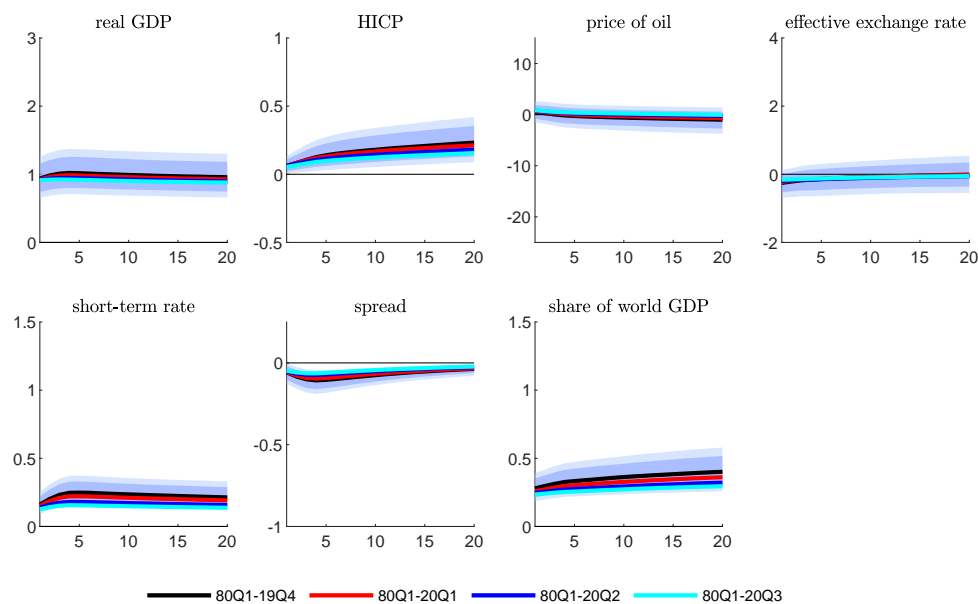 real GDP
HICP
price of oil
effective exchange rate
3
2
1
0
5 10 15 20
1
0.5
0
-0.5
5 10 15 20
10
0
-10
-20
5 10 15 20
4
2
0
-2
5 10 15 20
short-term rate
spread
share of world GDP
1.5
1
0.5
0
5 10 15 20
0
-0.5
-1
5 10 15 20
1.5
1
0.5
0
5 10 15 20
80Q1-19Q4 80Q1-20Q1 80Q1-20Q2 80Q1-20Q3